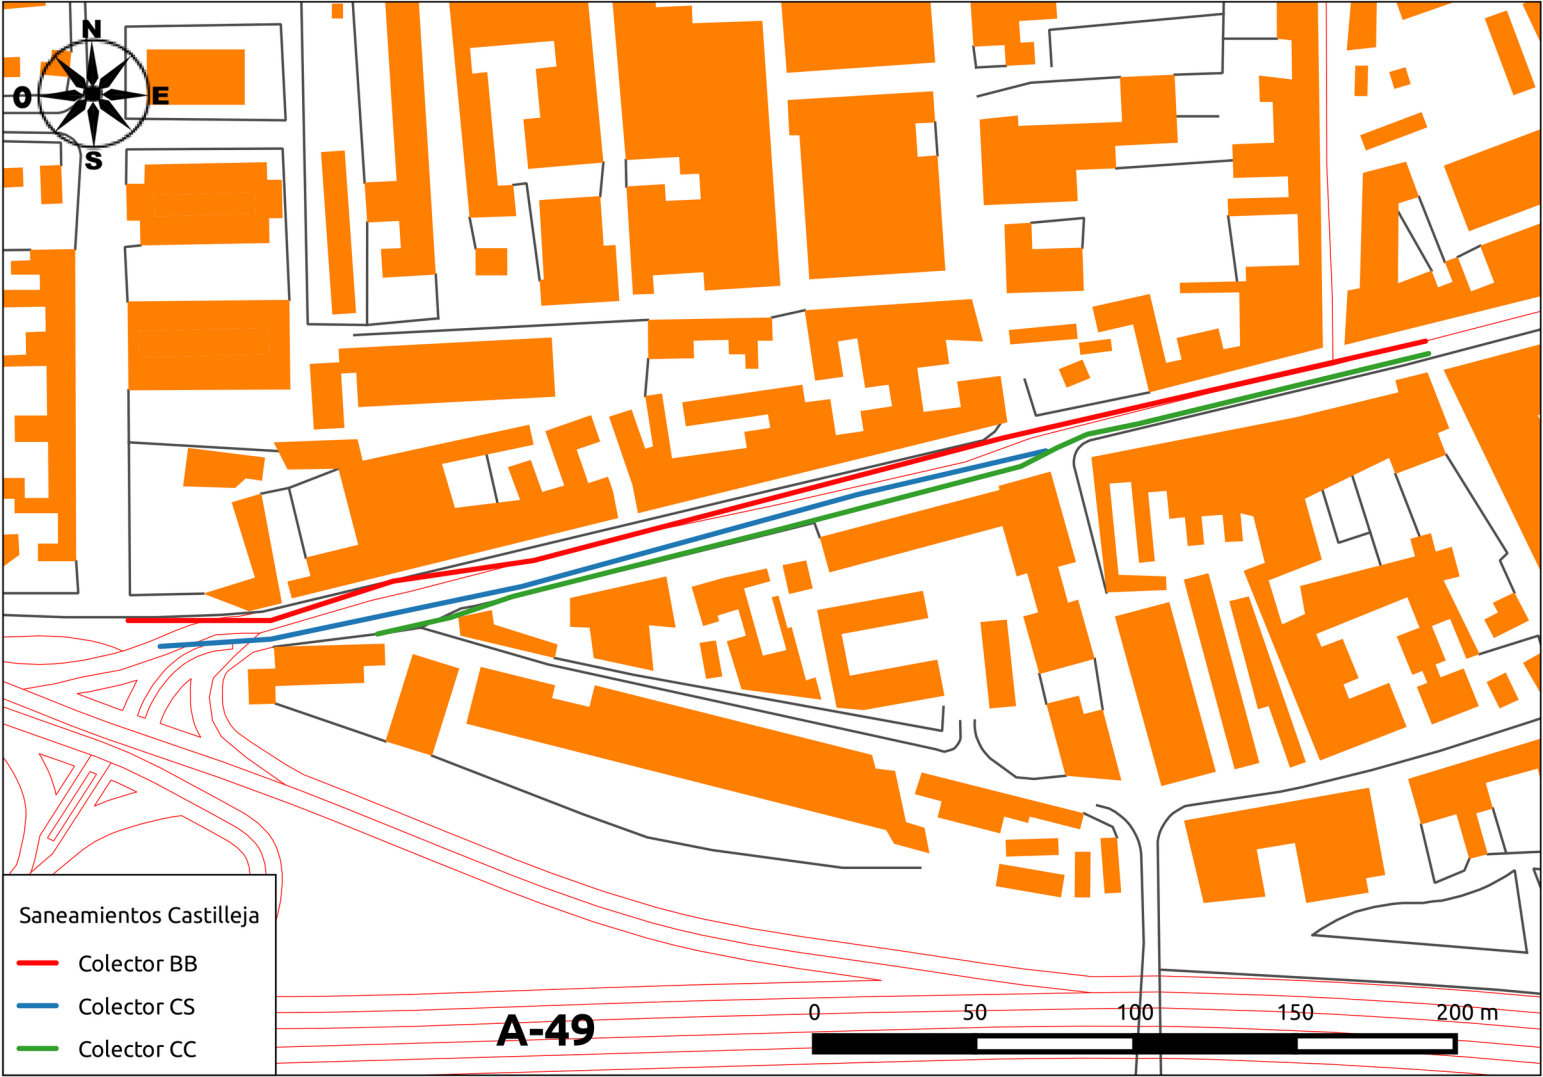 N
O E
S
Saneamientos Castilleja
Colector BB
Colector CS
Colector CC
A-49
0 50 100 150 200 m